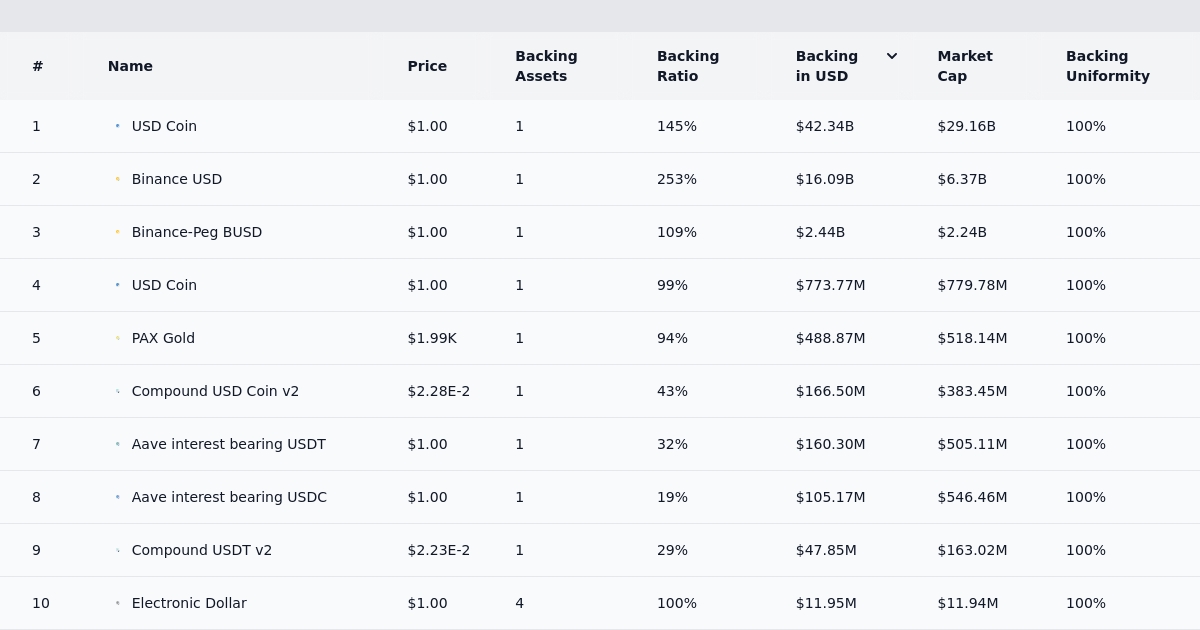 # Name Price Backing Assets Backing Ratio Backing in USD Market Cap Backing Uniformity
1 USD Coin $1.00 1 145% $42.34B $29.16B 100%
2 Binance USD $1.00 1 253% $16.09B $6.37B 100%
3 Binance-Peg BUSD $1.00 1 109% $2.44B $2.24B 100%
4 USD Coin $1.00 1 99% $773.77M $779.78M 100%
5 PAX Gold $1.99K 1 94% $488.87M $518.14M 100%
6 Compound USD Coin v2 $2.28E-2 1 43% $166.50M $383.45M 100%
7 Aave interest bearing USDT $1.00 1 32% $160.30M $505.11M 100%
8 Aave interest bearing USDC $1.00 1 19% $105.17M $546.46M 100%
9 Compound USDT v2 $2.23E-2 1 29% $47.85M $163.02M 100%
10 Electronic Dollar $1.00 4 100% $11.95M $11.94M 100%